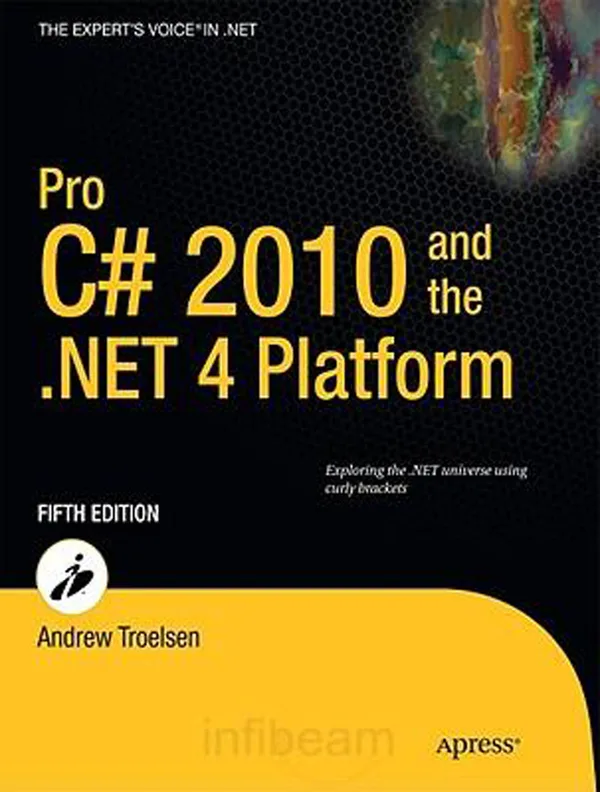 THE EXPERT'S VOICE® IN .NET
Pro
C# 2010 and the
.NET 4 Platform
Exploring the .NET universe using
curly brackets
FIFTH EDITION
Andrew Troelsen
infibeam
Apress®